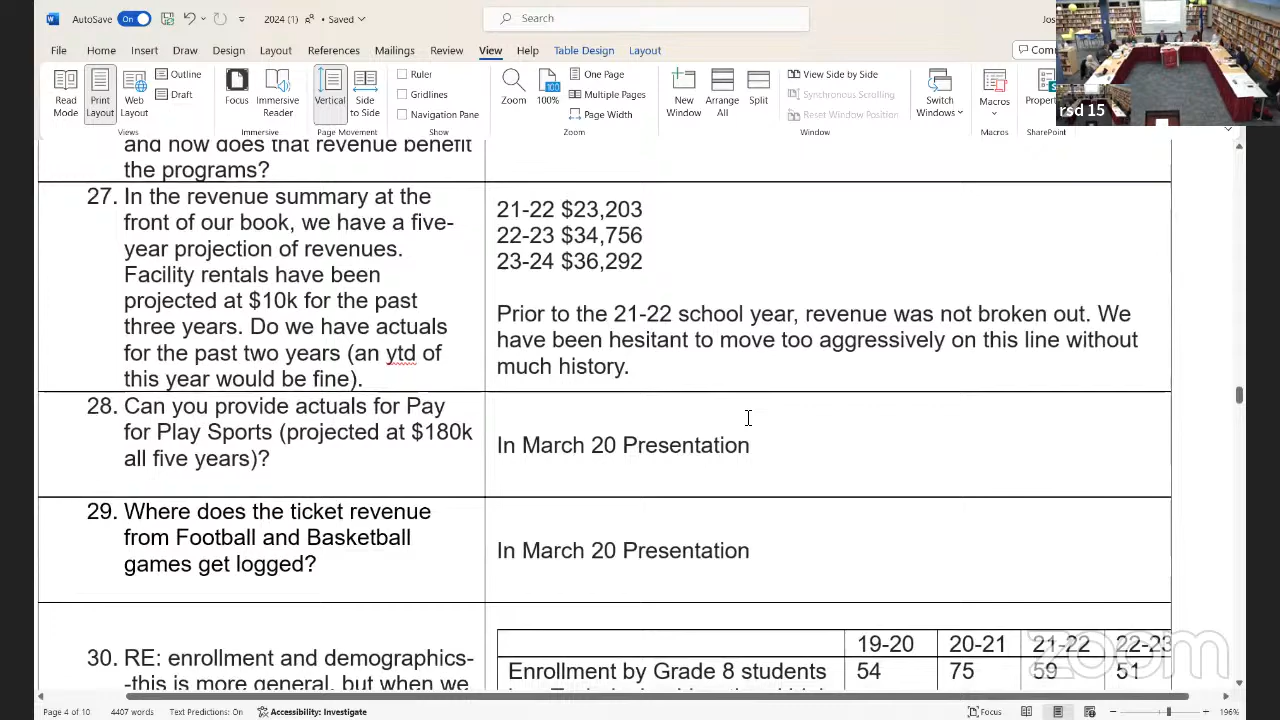 AutoSave On 2024 (1) • Saved Search Jos
File Home Insert Draw Design Layout References Mailings Review View Help Acrobat Table Design Layout Comm
Read Mode
Print Layout
Web Layout
Outline
Draft
Views
Focus
Immersive Reader
Immersive
Vertical
Side to Side
Page Movement
Ruler
Gridlines
Navigation Pane
Show
Zoom
100%
One Page
Multiple Pages
Page Width
Zoom
New Window
Arrange All
Split
View Side by Side
Synchronous Scrolling
Reset Window Position
Window
Switch Windows
Macros
Macros
Propert
SharePoint
rsd 15
and how does that revenue benefit
the programs?
27. In the revenue summary at the
front of our book, we have a five-
year projection of revenues.
Facility rentals have been
projected at $10k for the past
three years. Do we have actuals
for the past two years (an ytd of
this year would be fine).
21-22 $23,203
22-23 $34,756
23-24 $36,292
Prior to the 21-22 school year, revenue was not broken out. We
have been hesitant to move too aggressively on this line without
much history.
28. Can you provide actuals for Pay
for Play Sports (projected at $180k
all five years)?
In March 20 Presentation
29. Where does the ticket revenue
from Football and Basketball
games get logged?
In March 20 Presentation
30. RE: enrollment and demographics-
-this is more general, but when we
19-20 20-21 21-22 22-23
Enrollment by Grade 8 students 54 75 59 51
zoom
Page 4 of 10 4407 words Text Predictions: On Accessibility: Investigate Focus 196%